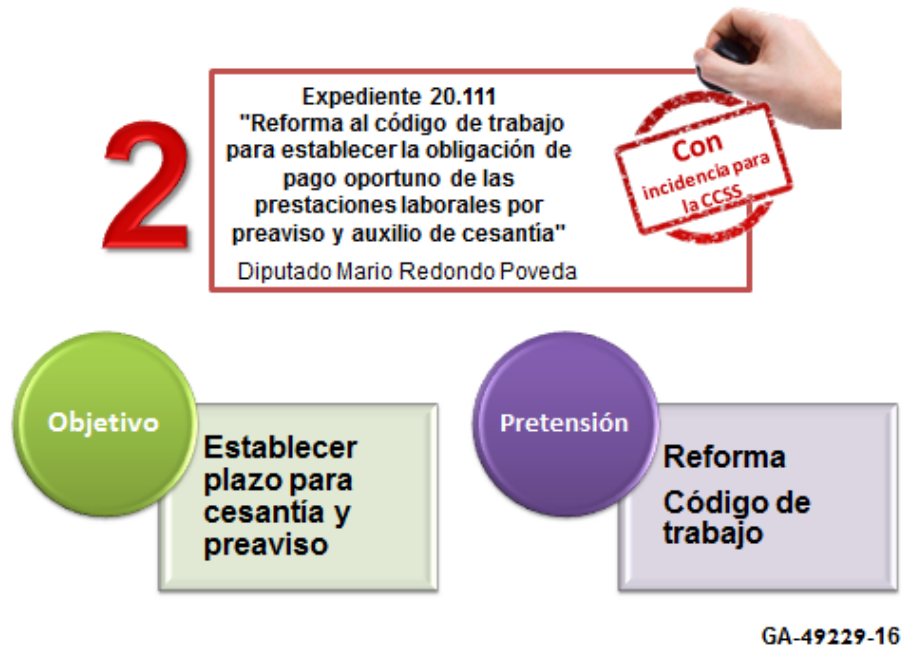 2
Expediente 20.111
"Reforma al código de trabajo
para establecer la obligación de
pago oportuno de las
prestaciones laborales por
preaviso y auxilio de cesantía"
Diputado Mario Redondo Poveda
Con
incidencia para
la CCSS
Objetivo
Establecer
plazo para
cesantía y
preaviso
Pretensión
Reforma
Código de
trabajo
GA-49229-16